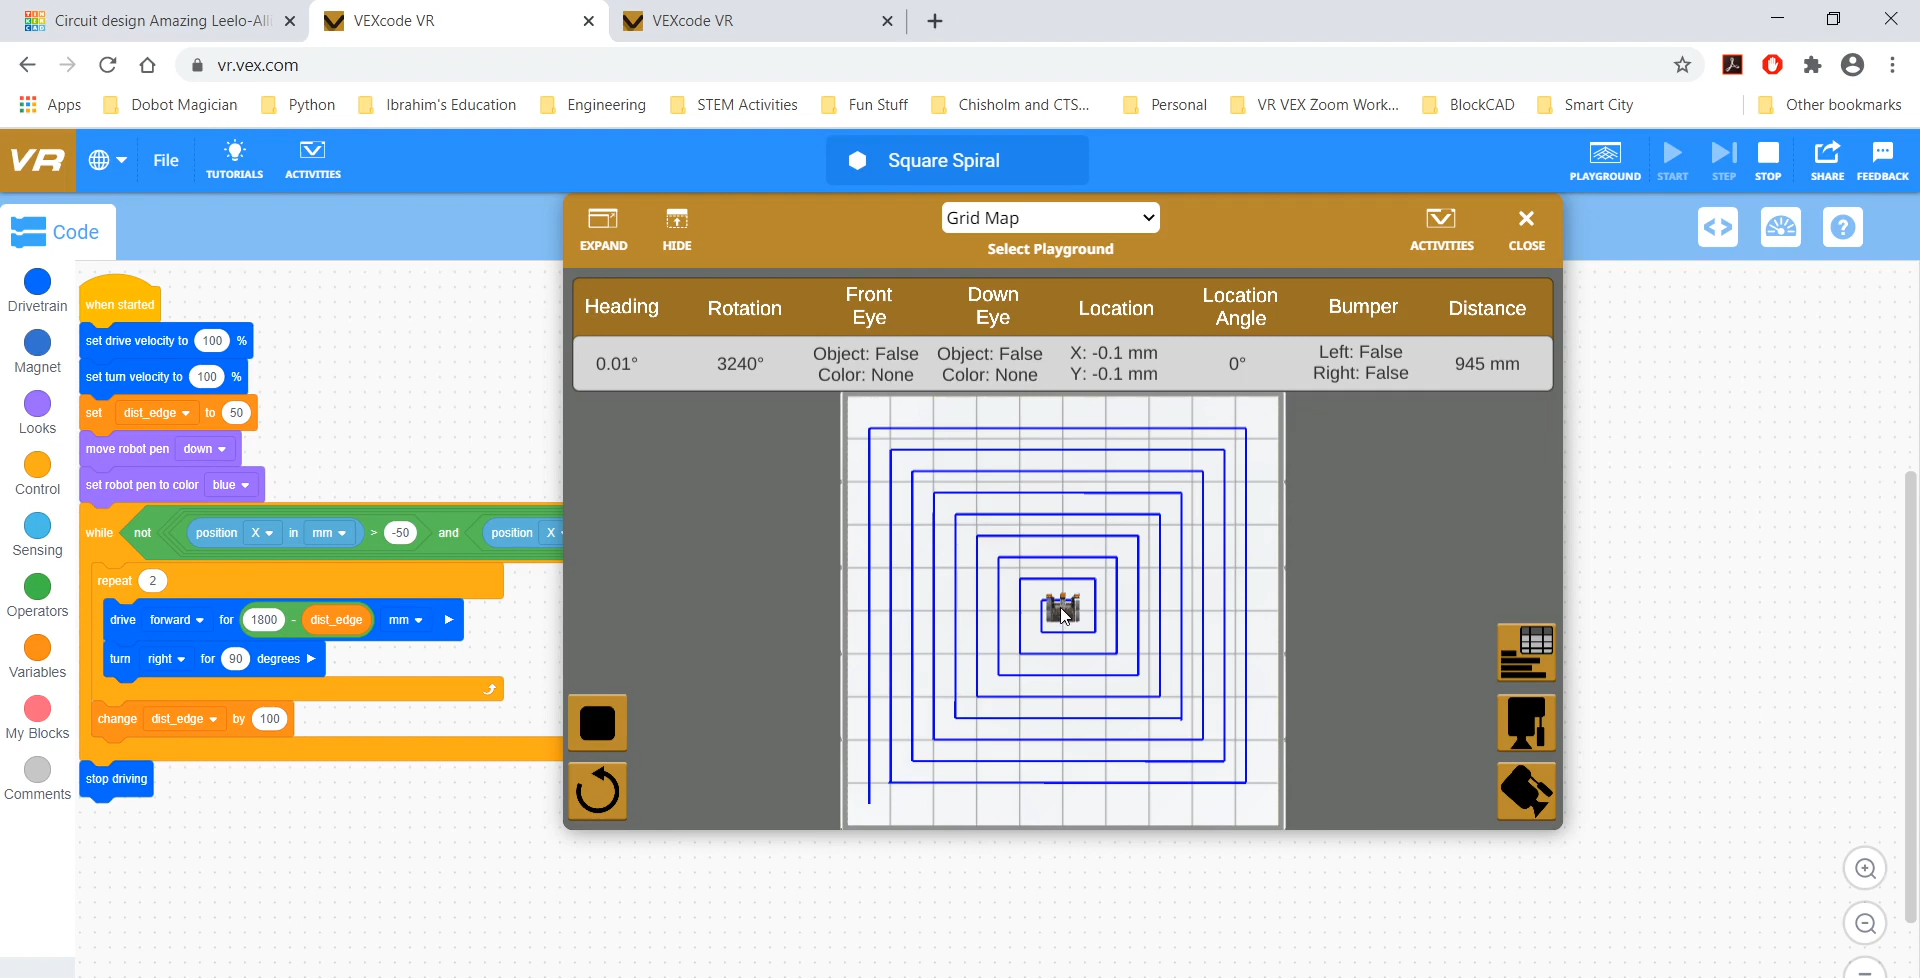 Circuit design Amazing Leelo-Alli
VEXcode VR
VEXcode VR
vr.vex.com
Apps
Dobot Magician
Python
Ibrahim's Education
Engineering
STEM Activities
Fun Stuff
Chisholm and CTS...
Personal
VR VEX Zoom Work...
BlockCAD
Smart City
Other bookmarks
VR
File
TUTORIALS
ACTIVITIES
Square Spiral
PLAYGROUND
START
STEP
STOP
SHARE
FEEDBACK
Code
EXPAND
HIDE
Grid Map
Select Playground
ACTIVITIES
CLOSE
Heading Rotation Front Eye Down Eye Location Location Angle Bumper Distance
0.01° 3240° Object: False Color: None Object: False Color: None X: -0.1 mm Y: -0.1 mm 0° Left: False Right: False 945 mm
Drivetrain
Magnet
Looks
Control
Sensing
Operators
Variables
My Blocks
Comments
when started
set drive velocity to 100 %
set turn velocity to 100 %
set dist_edge to 50
move robot pen down
set robot pen to color blue
while not position X in mm > -50 and position X
repeat 2
drive forward for 1800 - dist_edge mm
turn right for 90 degrees
change dist_edge by 100
stop driving